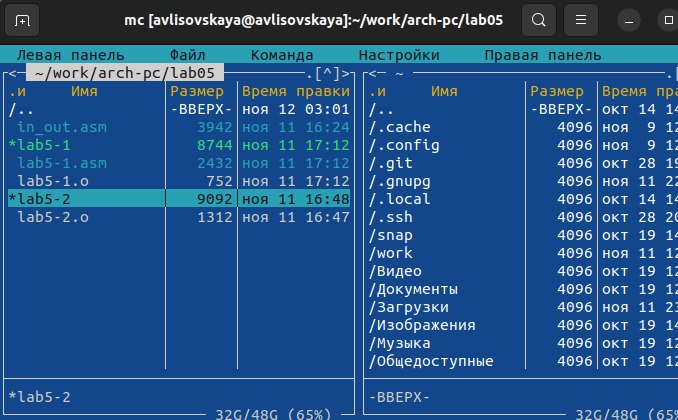 mc [avlisovskaya@avlisovskaya]:~/work/arch-pc/lab05
Левая панель Файл Команда Настройки Правая панель
<─ ~/work/arch-pc/lab05 .[^]>
.и Имя Размер Время правки
/.. -ВВЕРХ- ноя 12 03:01
in_out.asm 3942 ноя 11 16:24
*lab5-1 8744 ноя 11 17:12
lab5-1.asm 2432 ноя 11 17:12
lab5-1.o 752 ноя 11 17:12
*lab5-2 9092 ноя 11 16:48
lab5-2.o 1312 ноя 11 16:47
*lab5-2
32G/48G (65%)
<─ ~ .[
.и Имя Размер Время пра
/.. -ВВЕРХ- окт 14 14
/.cache 4096 ноя 9 12
/.config 4096 ноя 9 12
/.git 4096 окт 28 19
/.gnupg 4096 ноя 11 22
/.local 4096 окт 14 14
/.ssh 4096 окт 28 20
/snap 4096 окт 19 14
/work 4096 ноя 11 12
/Видео 4096 окт 19 12
/Документы 4096 окт 19 12
/Загрузки 4096 ноя 11 23
/Изображения 4096 окт 19 14
/Музыка 4096 окт 19 12
/Общедоступные 4096 окт 19 12
-ВВЕРХ-
32G/48G (65%)